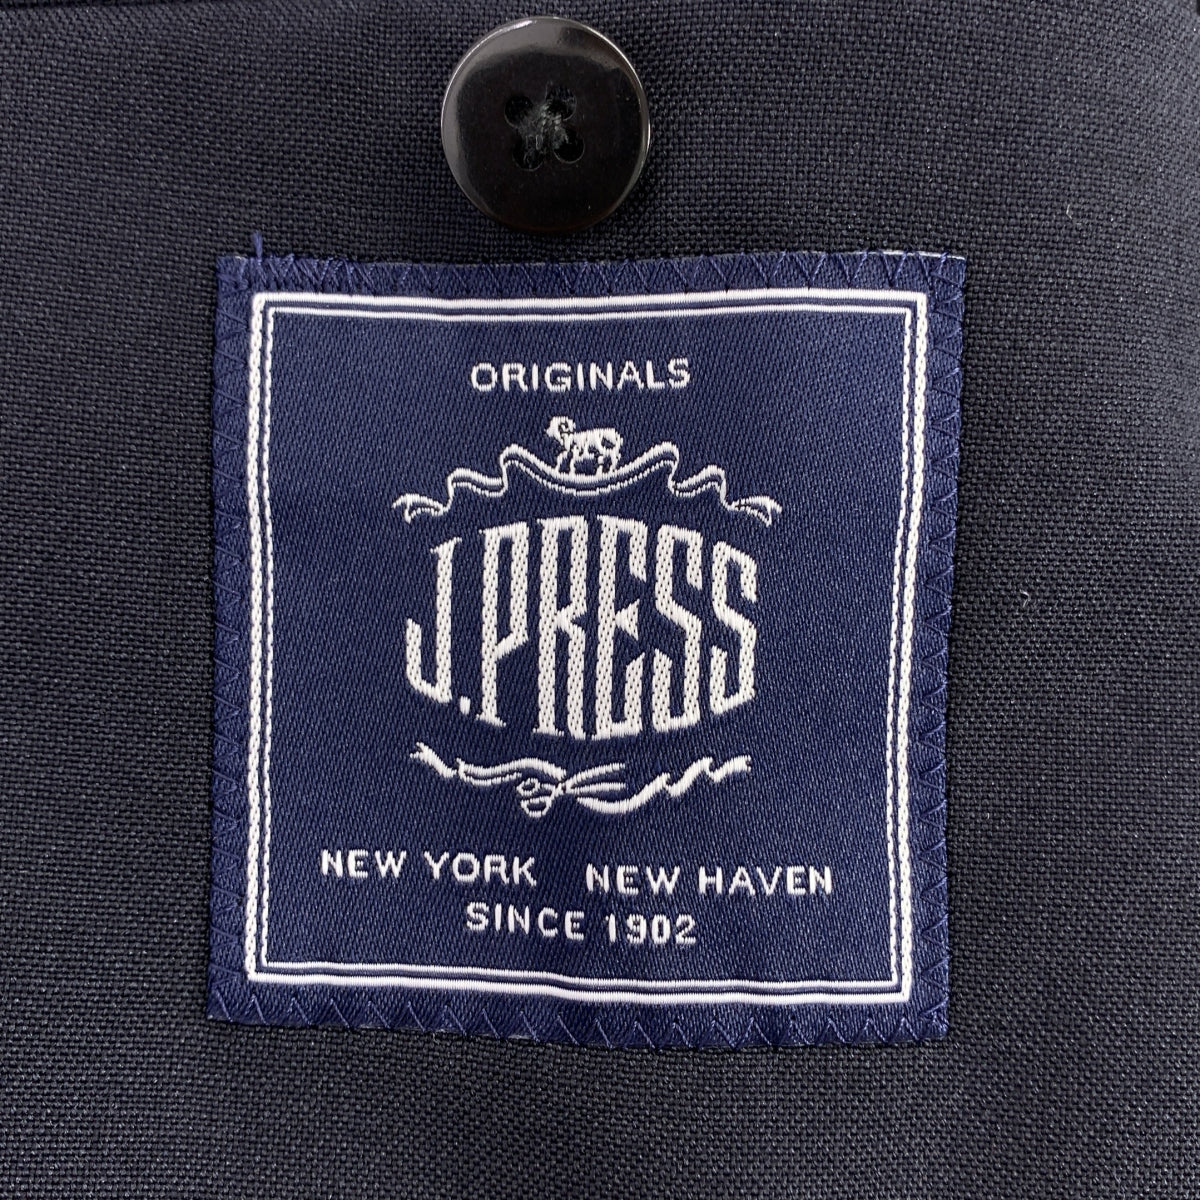 ORIGINALS
J.PRESS
NEW YORK NEW HAVEN
SINCE 1902